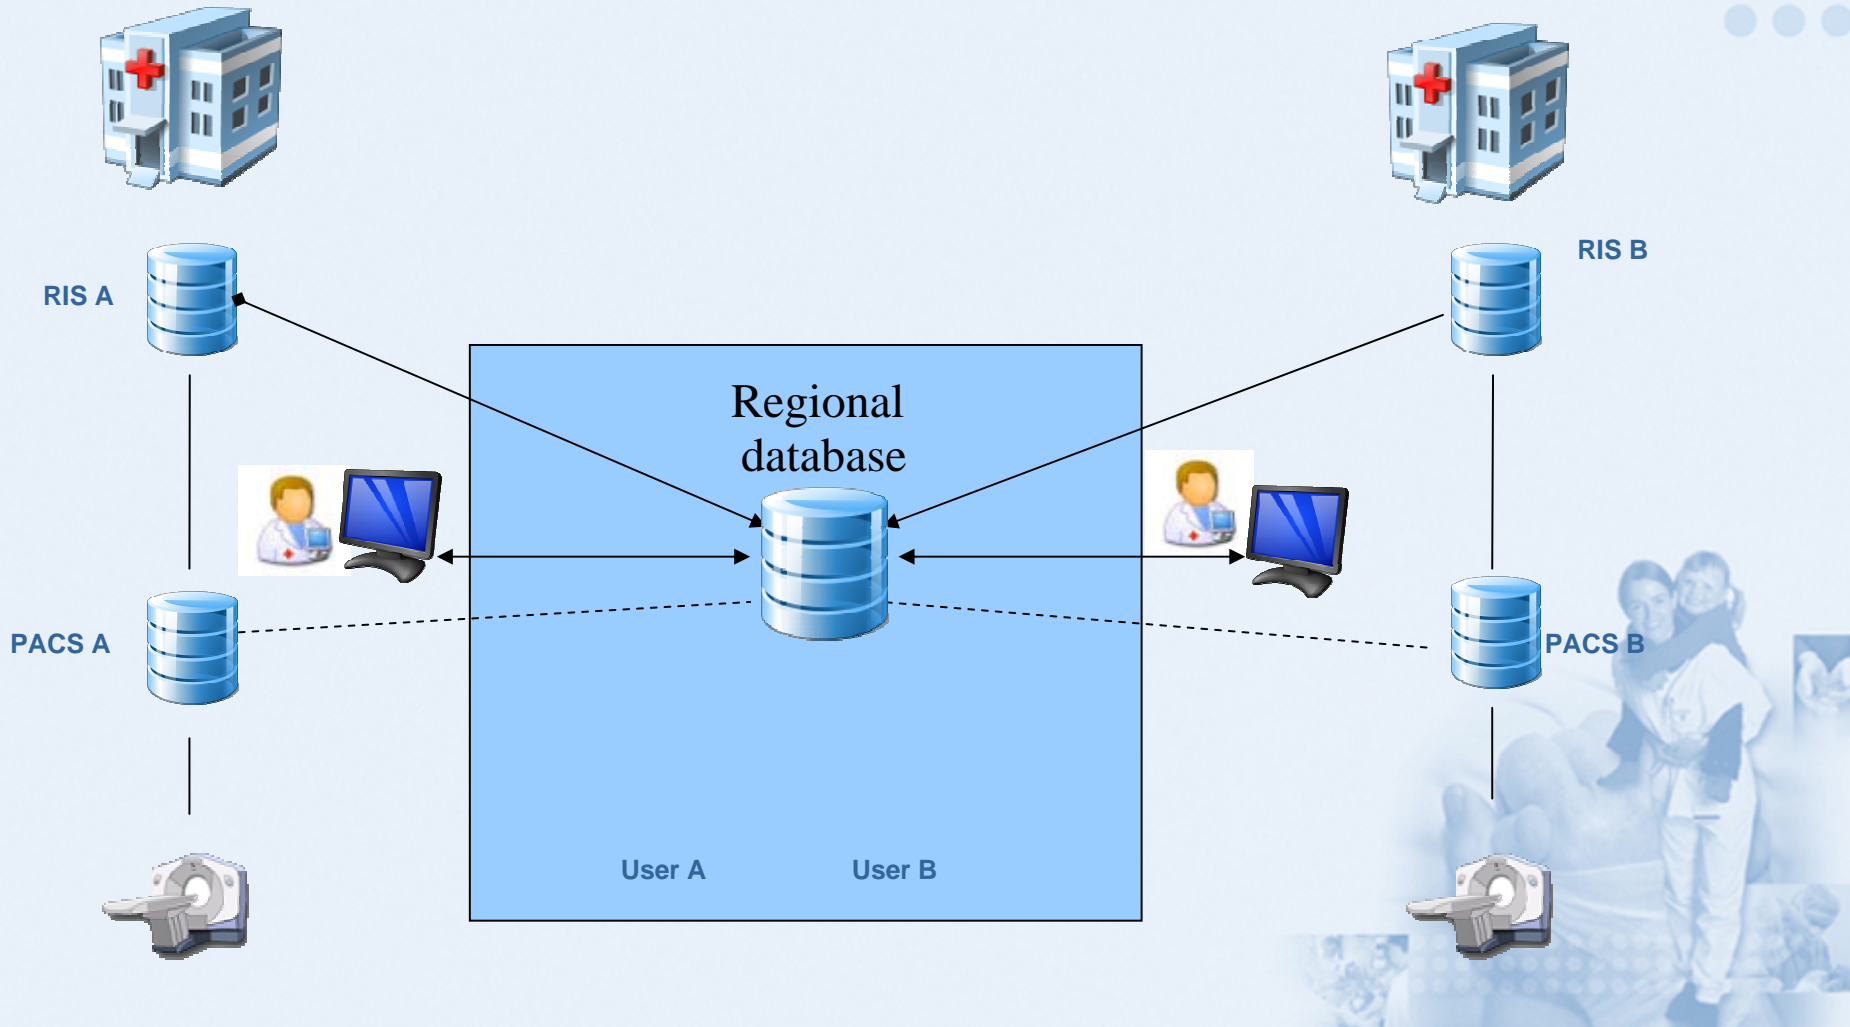 RIS B
RIS A
Regional
database
PACS A
PACS B
User A
User B